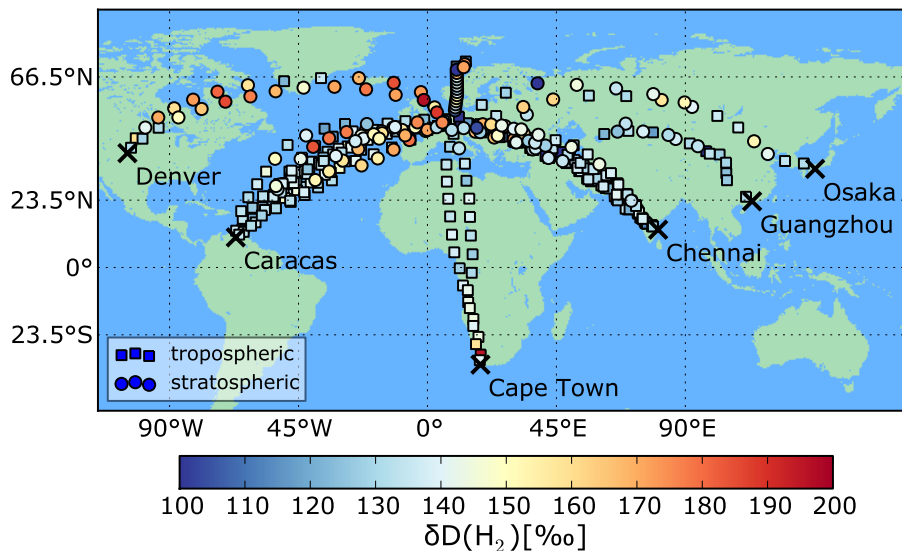 66.5°N
Denver
Osaka
23.5°N
Guangzhou
Caracas
Chennai
0°
23.5°S
tropospheric
stratospheric
Cape Town
90°W 45°W 0° 45°E 90°E
100 110 120 130 140 150 160 170 180 190 200
δD(H₂)[‰]